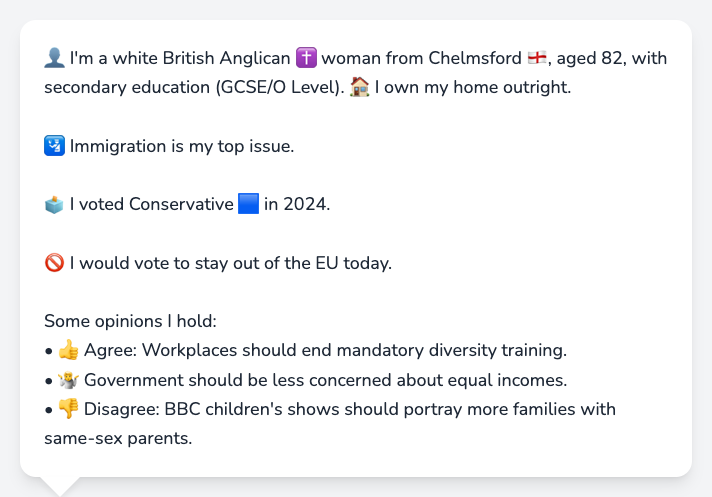 👤 I'm a white British Anglican ✝️ woman from Chelmsford 🏴󠁧󠁢󠁥󠁮󠁧󠁿, aged 82, with
secondary education (GCSE/O Level). 🏠 I own my home outright.
🛂 Immigration is my top issue.
🗳️ I voted Conservative 🟦 in 2024.
🚫 I would vote to stay out of the EU today.
Some opinions I hold:
• 👍 Agree: Workplaces should end mandatory diversity training.
• 🤷 Government should be less concerned about equal incomes.
• 👎 Disagree: BBC children's shows should portray more families with
same-sex parents.